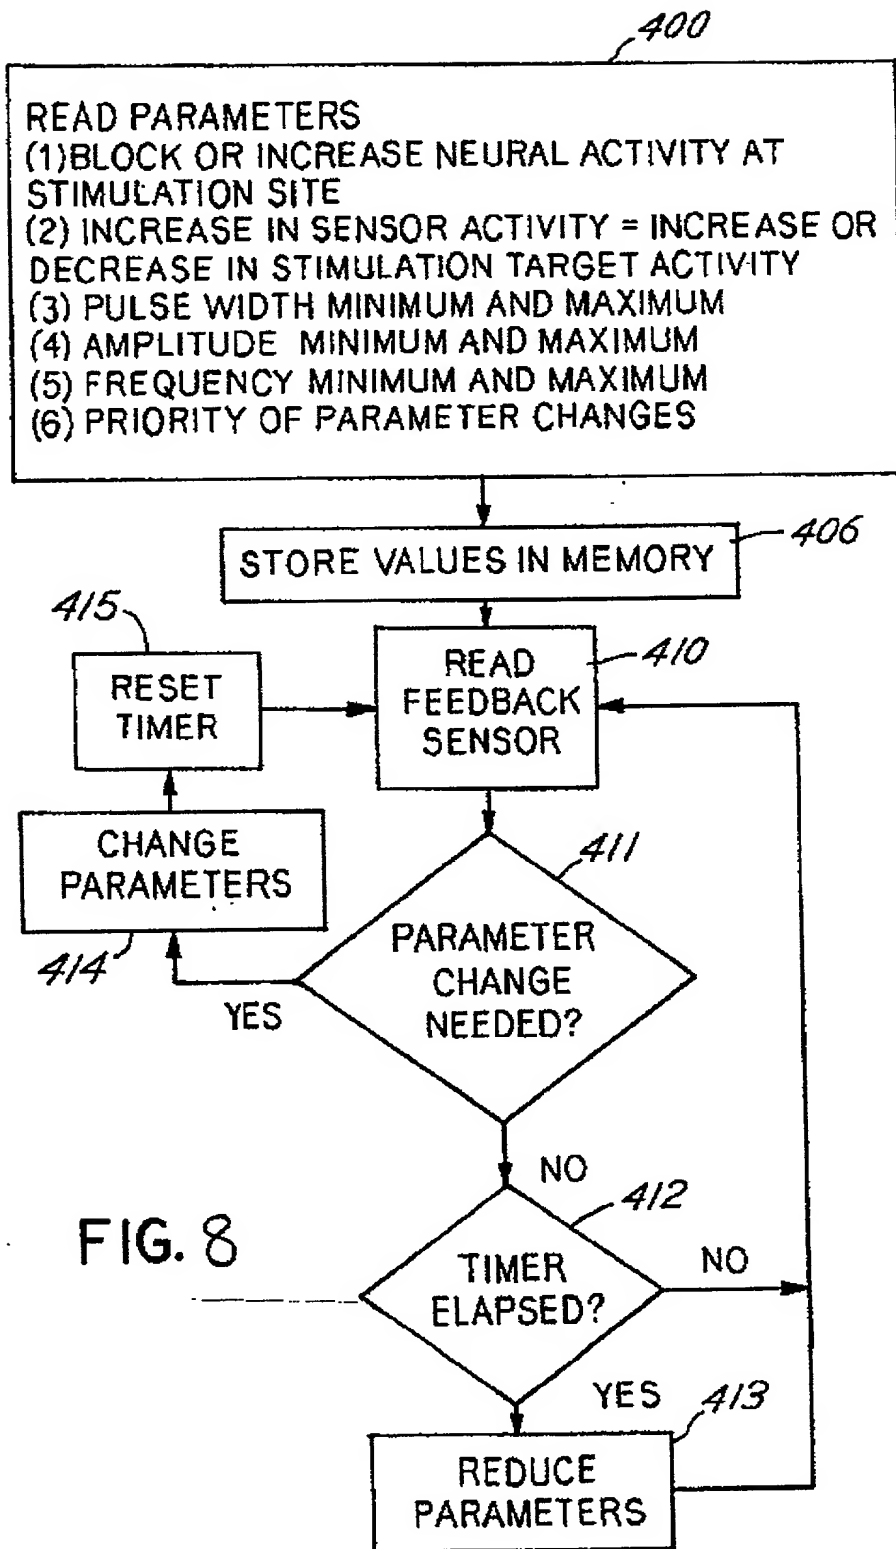 400
READ PARAMETERS
(1)BLOCK OR INCREASE NEURAL ACTIVITY AT
STIMULATION SITE
(2) INCREASE IN SENSOR ACTIVITY = INCREASE OR
DECREASE IN STIMULATION TARGET ACTIVITY
(3) PULSE WIDTH MINIMUM AND MAXIMUM
(4) AMPLITUDE MINIMUM AND MAXIMUM
(5) FREQUENCY MINIMUM AND MAXIMUM
(6) PRIORITY OF PARAMETER CHANGES
STORE VALUES IN MEMORY
406
415
RESET
TIMER
READ
FEEDBACK
SENSOR
410
CHANGE
PARAMETERS
414
411
PARAMETER
CHANGE
NEEDED?
YES
NO
412
FIG. 8
TIMER
ELAPSED?
NO
YES
413
REDUCE
PARAMETERS